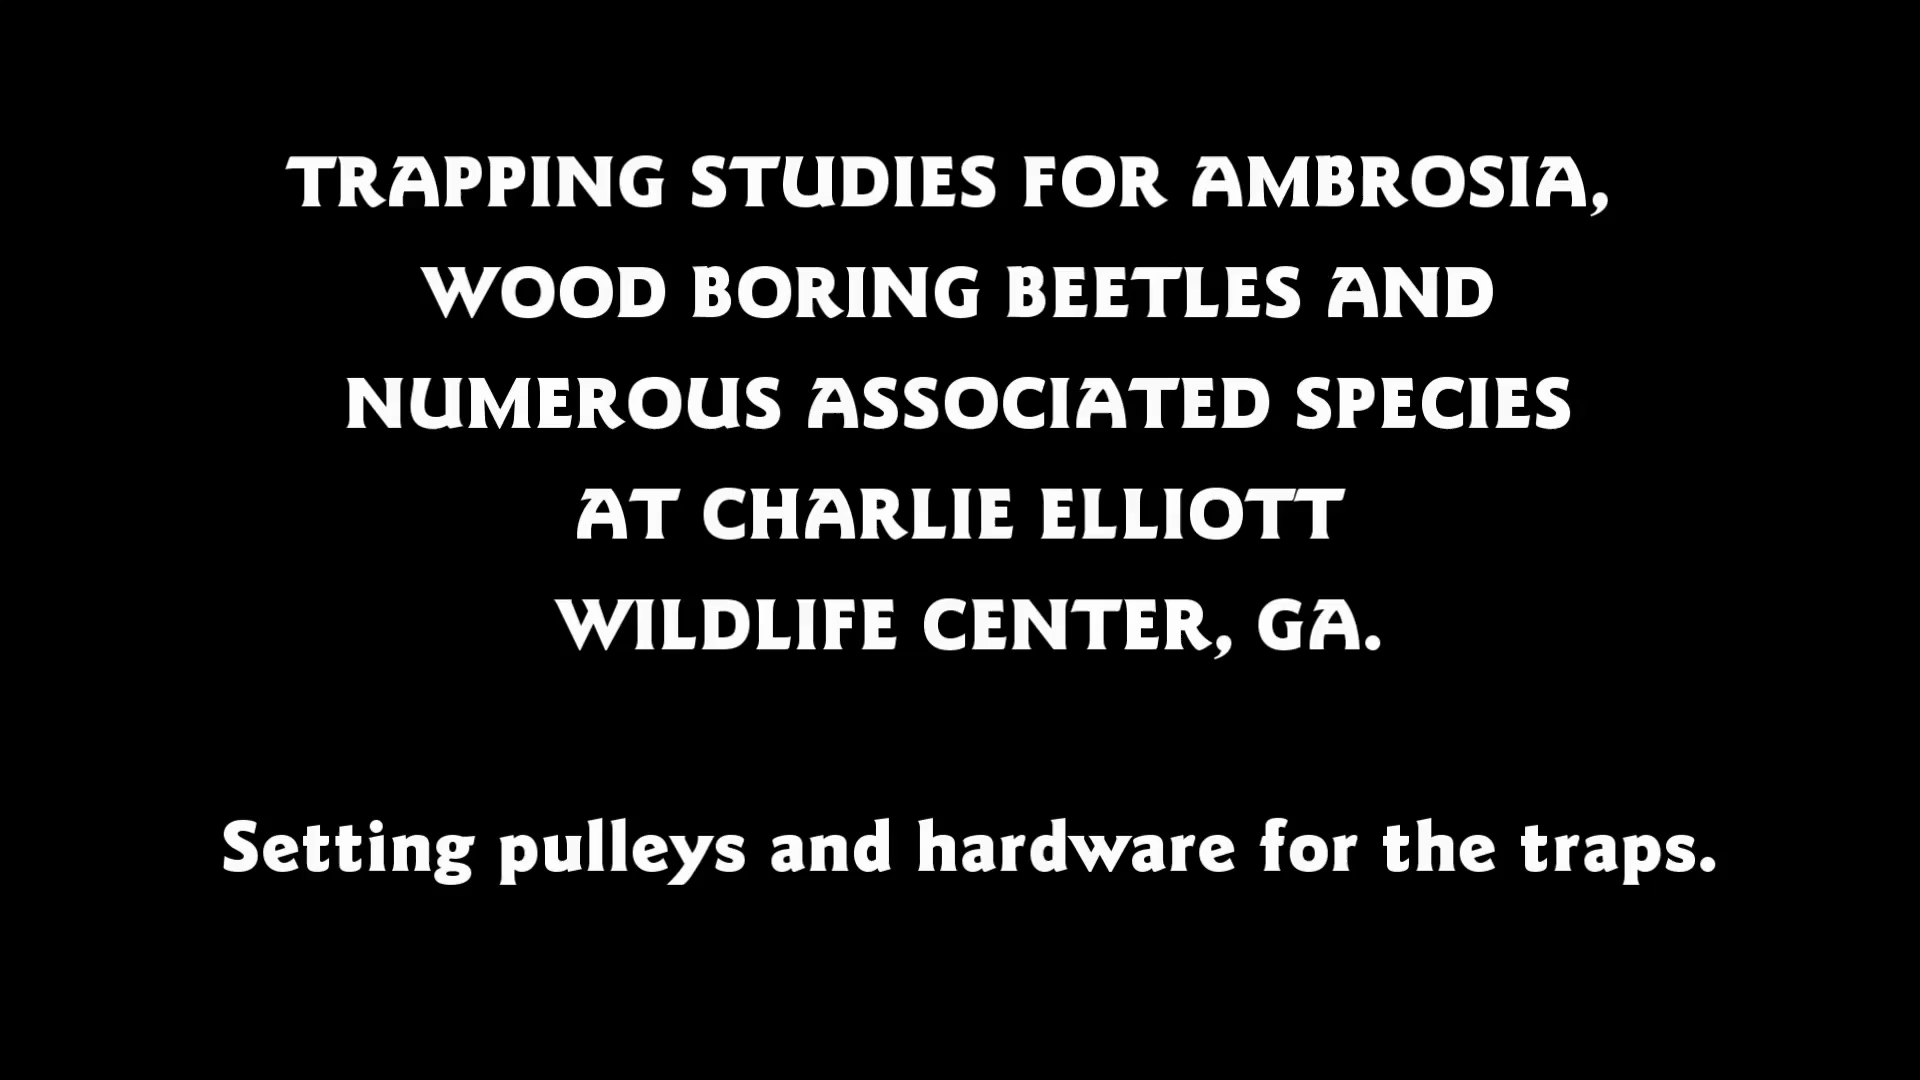 TRAPPING STUDIES FOR AMBROSIA,
WOOD BORING BEETLES AND
NUMEROUS ASSOCIATED SPECIES
AT CHARLIE ELLIOTT
WILDLIFE CENTER, GA.
Setting pulleys and hardware for the traps.